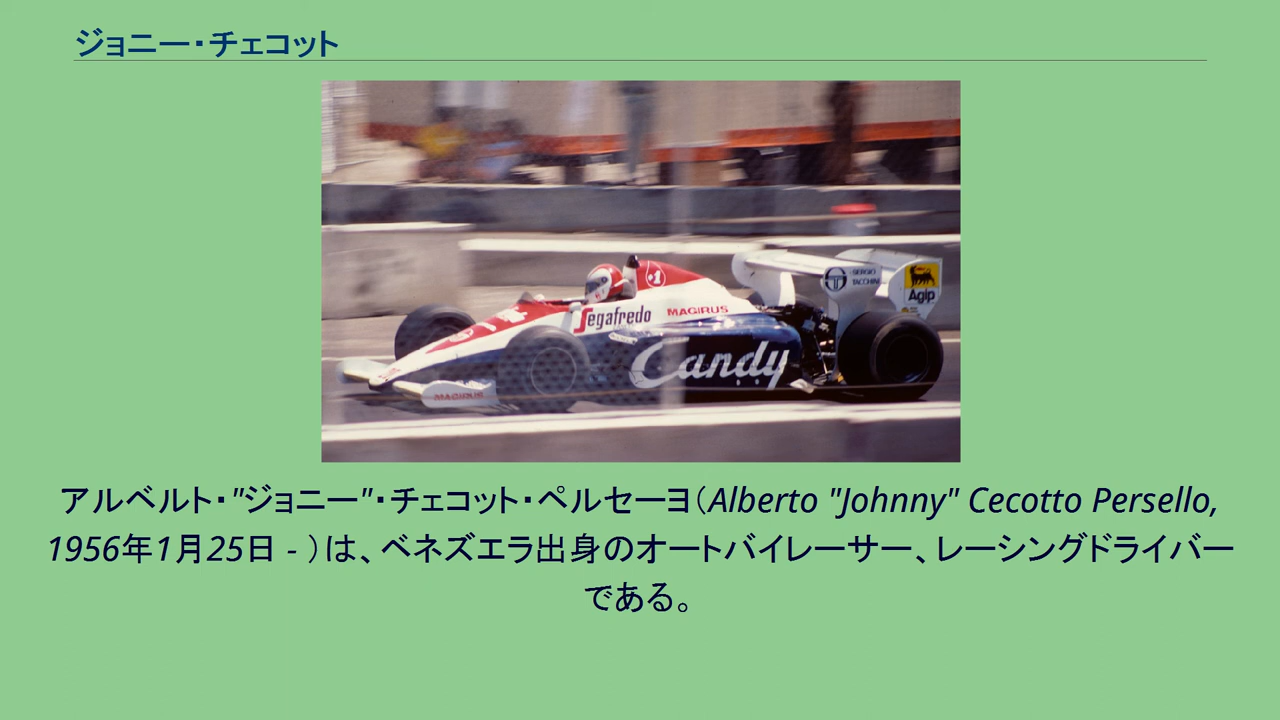 ジョニー・チェコット
1
SERGIO
TACCHINI
Agip
Segafredo
MAGIRUS
Candy
MAGIRUS
アルベルト・"ジョニー"・チェコット・ペルセーヨ（Alberto "Johnny" Cecotto Persello,
1956年1月25日 - ）は、ベネズエラ出身のオートバイレーサー、レーシングドライバー
である。